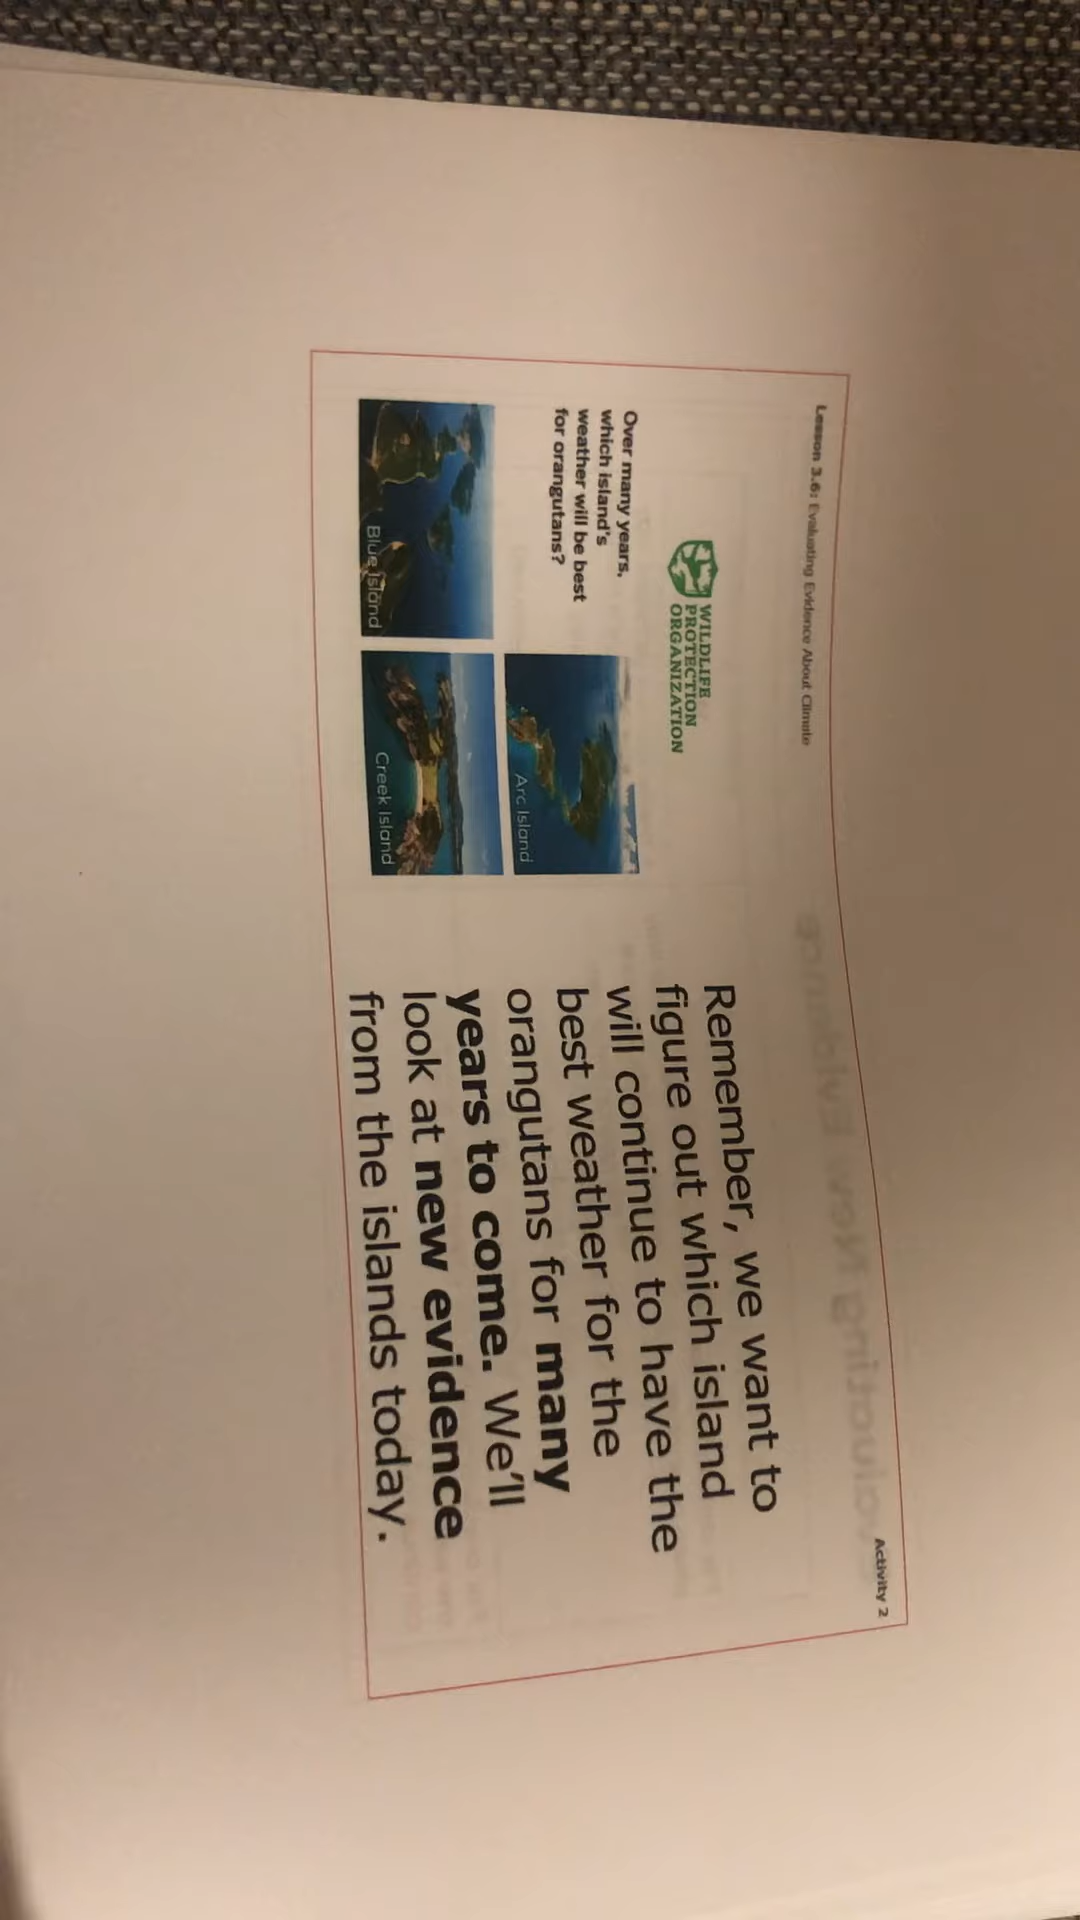 Lesson 3.6: Evaluating Evidence About Climate
Activity 2
WILDLIFE
PROTECTION
ORGANIZATION
Over many years,
which island's
weather will be best
for orangutans?
Arc Island
Blue Island
Creek Island
Remember, we want to
figure out which island
will continue to have the
best weather for the
orangutans for many
years to come. We'll
look at new evidence
from the islands today.